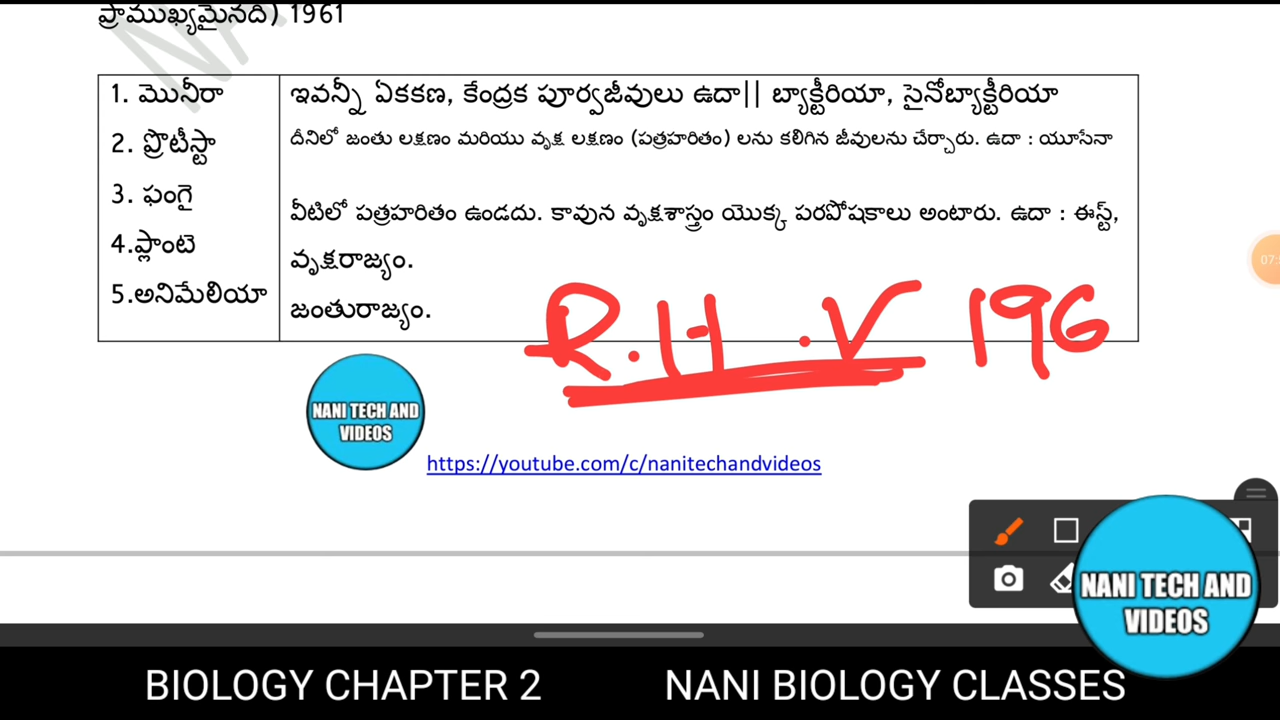 ప్రాముఖ్యమైనది) 1961
1. మొనీరా
ఇవన్నీ ఏకకణ, కేంద్రక పూర్వజీవులు ఉదా|| బ్యాక్టీరియా, సైనోబ్యాక్టీరియా
2. ప్రొటీస్టా
దీనిలో జంతు లక్షణం మరియు వృక్ష లక్షణం (పత్రహరితం) లను కలిగిన జీవులను చేర్చారు. ఉదా : యూసేనా
3. ఫంగై
వీటిలో పత్రహరితం ఉండదు. కావున వృక్షశాస్త్రం యొక్క పరపోషకాలు అంటారు. ఉదా : ఈస్ట్,
4.ప్లాంటె
వృక్షరాజ్యం.
5.అనిమేలియా
జంతురాజ్యం.
R.H .V 196
NANI TECH AND
VIDEOS
https://youtube.com/c/nanitechandvideos
NANI TECH AND
VIDEOS
BIOLOGY CHAPTER 2 NANI BIOLOGY CLASSES